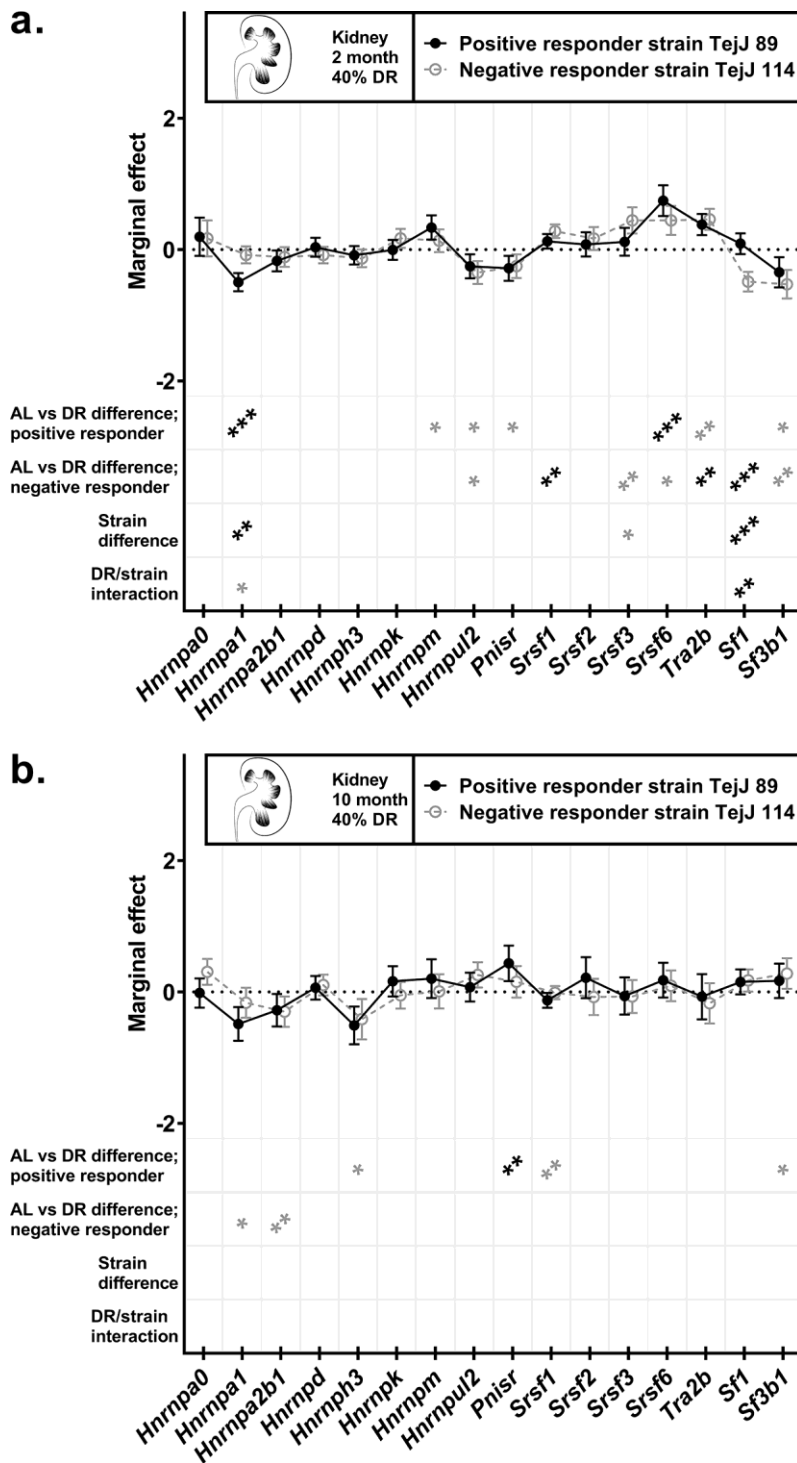 a.
Kidney
2 month
40% DR
Positive responder strain TejJ 89
Negative responder strain TejJ 114
Marginal effect
2
0
-2
AL vs DR difference;
positive responder
*** * * * *** ** *
AL vs DR difference;
negative responder
* ** ** * ** *** **
Strain
difference
** * ***
DR/strain
interaction
* **
Hnrnpa0
Hnrnpa1
Hnrnpa2b1
Hnrnpd
Hnrnph3
Hnrnpk
Hnrnpm
Hnrnpul2
Pnisr
Srsf1
Srsf2
Srsf3
Srsf6
Tra2b
Sf1
Sf3b1
b.
Kidney
10 month
40% DR
Positive responder strain TejJ 89
Negative responder strain TejJ 114
Marginal effect
2
0
-2
AL vs DR difference;
positive responder
* ** ** *
AL vs DR difference;
negative responder
* **
Strain
difference
DR/strain
interaction
Hnrnpa0
Hnrnpa1
Hnrnpa2b1
Hnrnpd
Hnrnph3
Hnrnpk
Hnrnpm
Hnrnpul2
Pnisr
Srsf1
Srsf2
Srsf3
Srsf6
Tra2b
Sf1
Sf3b1